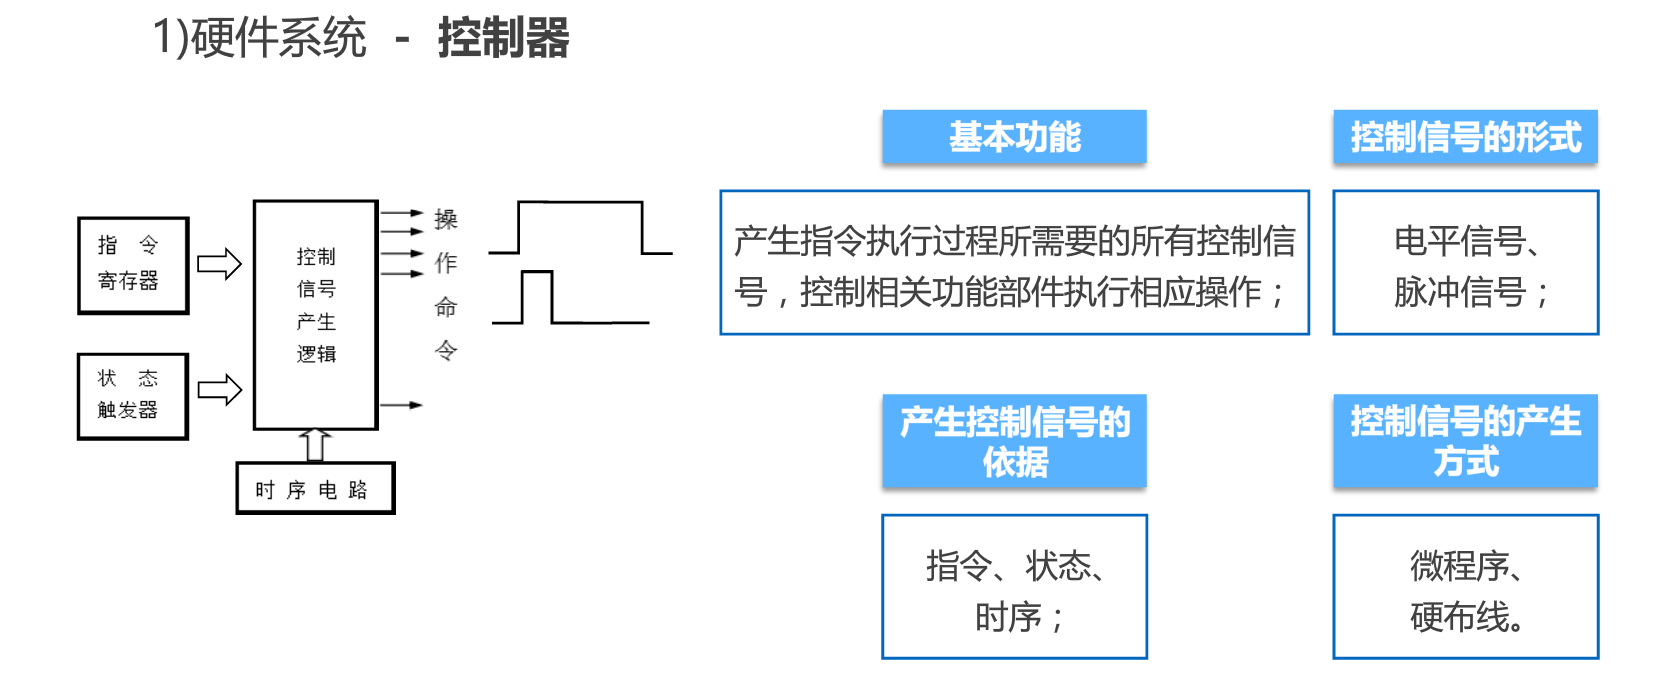 1)硬件系统 - 控制器
指 令
寄存器
状 态
触发器
控制
信号
产生
逻辑
时 序 电 路
操
作
命
令
基本功能
产生指令执行过程所需要的所有控制信
号，控制相关功能部件执行相应操作；
控制信号的形式
电平信号、
脉冲信号；
产生控制信号的
依据
指令、状态、
时序；
控制信号的产生
方式
微程序、
硬布线。